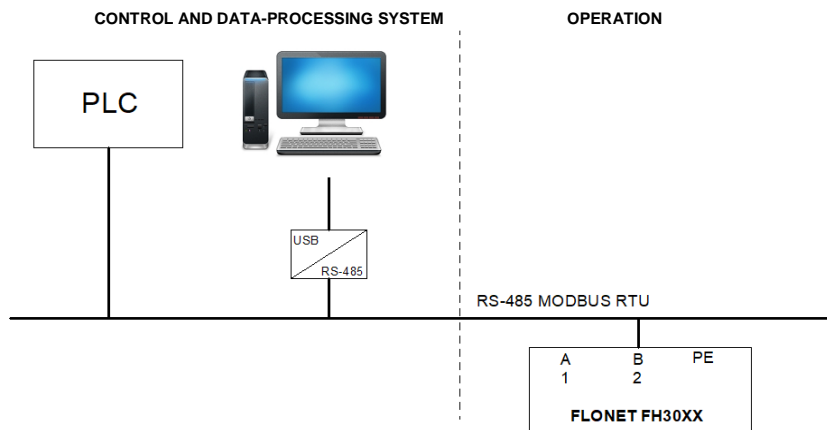 CONTROL AND DATA-PROCESSING SYSTEM OPERATION
PLC
USB
RS-485
RS-485 MODBUS RTU
A B PE
1 2
FLONET FH30XX